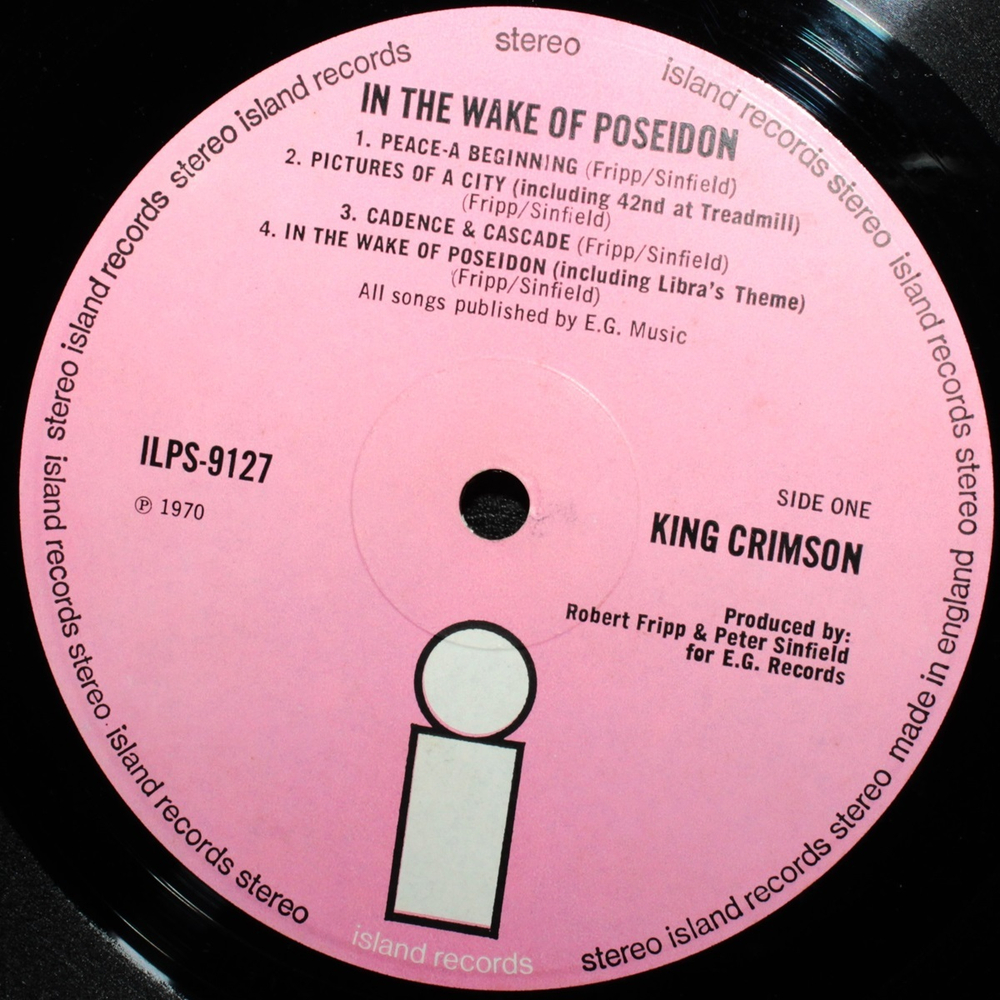 stereo
IN THE WAKE OF POSEIDON
1. PEACE-A BEGINNING (Fripp/Sinfield)
2. PICTURES OF A CITY (including 42nd at Treadmill)
(Fripp/Sinfield)
3. CADENCE & CASCADE (Fripp/Sinfield)
4. IN THE WAKE OF POSEIDON (including Libra's Theme)
(Fripp/Sinfield)
All songs published by E.G. Music
ILPS-9127
℗ 1970
SIDE ONE
KING CRIMSON
Produced by:
Robert Fripp & Peter Sinfield
for E.G. Records
island records stereo island records stereo made in england
stereo island records stereo
island records
island records stereo
island records stereo island records stereo island records stereo island records